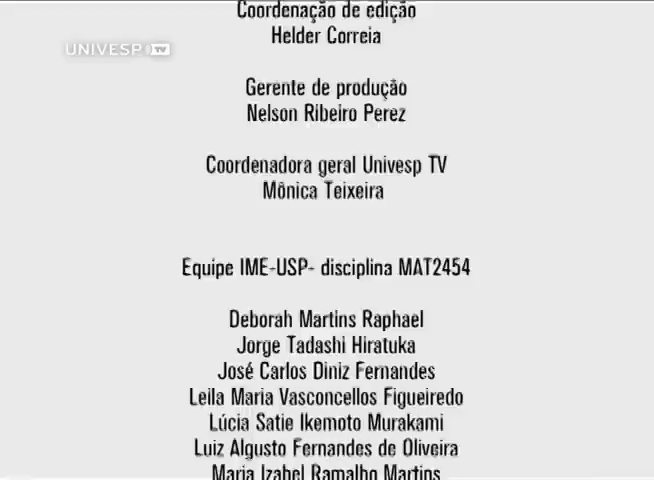 Coordenação de edição
Helder Correia
UNIVESP TV
Gerente de produção
Nelson Ribeiro Perez
Coordenadora geral Univesp TV
Mônica Teixeira
Equipe IME-USP- disciplina MAT2454
Deborah Martins Raphael
Jorge Tadashi Hiratuka
José Carlos Diniz Fernandes
Leila Maria Vasconcellos Figueiredo
Lúcia Satie Ikemoto Murakami
Luiz Algusto Fernandes de Oliveira
Maria Izabel Ramalho Martins